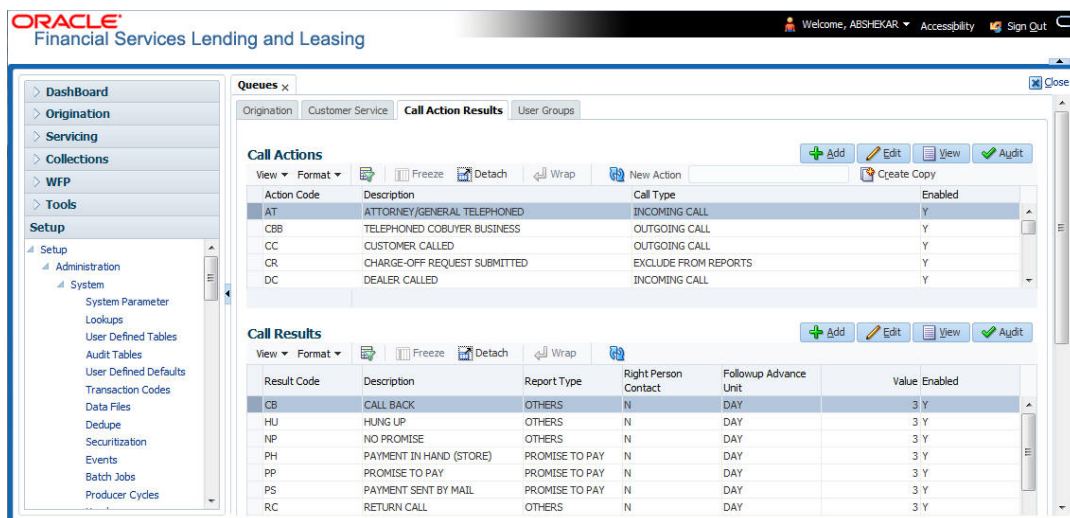 ORACLE
Financial Services Lending and Leasing
Welcome, ABSHEKAR Accessibility Sign Out
DashBoard
Origination
Servicing
Collections
WFP
Tools
Setup
Setup
Administration
System
System Parameter
Lookups
User Defined Tables
Audit Tables
User Defined Defaults
Transaction Codes
Data Files
Dedupe
Securitization
Events
Batch Jobs
Producer Cycles
Queues Close
Origination Customer Service Call Action Results User Groups
Call Actions Add Edit View Audit
View Format Freeze Detach Wrap New Action Create Copy
Action Code Description Call Type Enabled
AT ATTORNEY/GENERAL TELEPHONED INCOMING CALL Y
CBB TELEPHONED COBUYER BUSINESS OUTGOING CALL Y
CC CUSTOMER CALLED OUTGOING CALL Y
CR CHARGE-OFF REQUEST SUBMITTED EXCLUDE FROM REPORTS Y
DC DEALER CALLED INCOMING CALL Y
Call Results Add Edit View Audit
View Format Freeze Detach Wrap
Result Code Description Report Type Right Person Contact Followup Advance Unit Value Enabled
CB CALL BACK OTHERS N DAY 3 Y
HU HUNG UP OTHERS N DAY 3 Y
NP NO PROMISE OTHERS N DAY 3 Y
PH PAYMENT IN HAND (STORE) PROMISE TO PAY N DAY 3 Y
PP PROMISE TO PAY PROMISE TO PAY N DAY 3 Y
PS PAYMENT SENT BY MAIL PROMISE TO PAY N DAY 3 Y
RC RETURN CALL OTHERS N DAY 3 Y